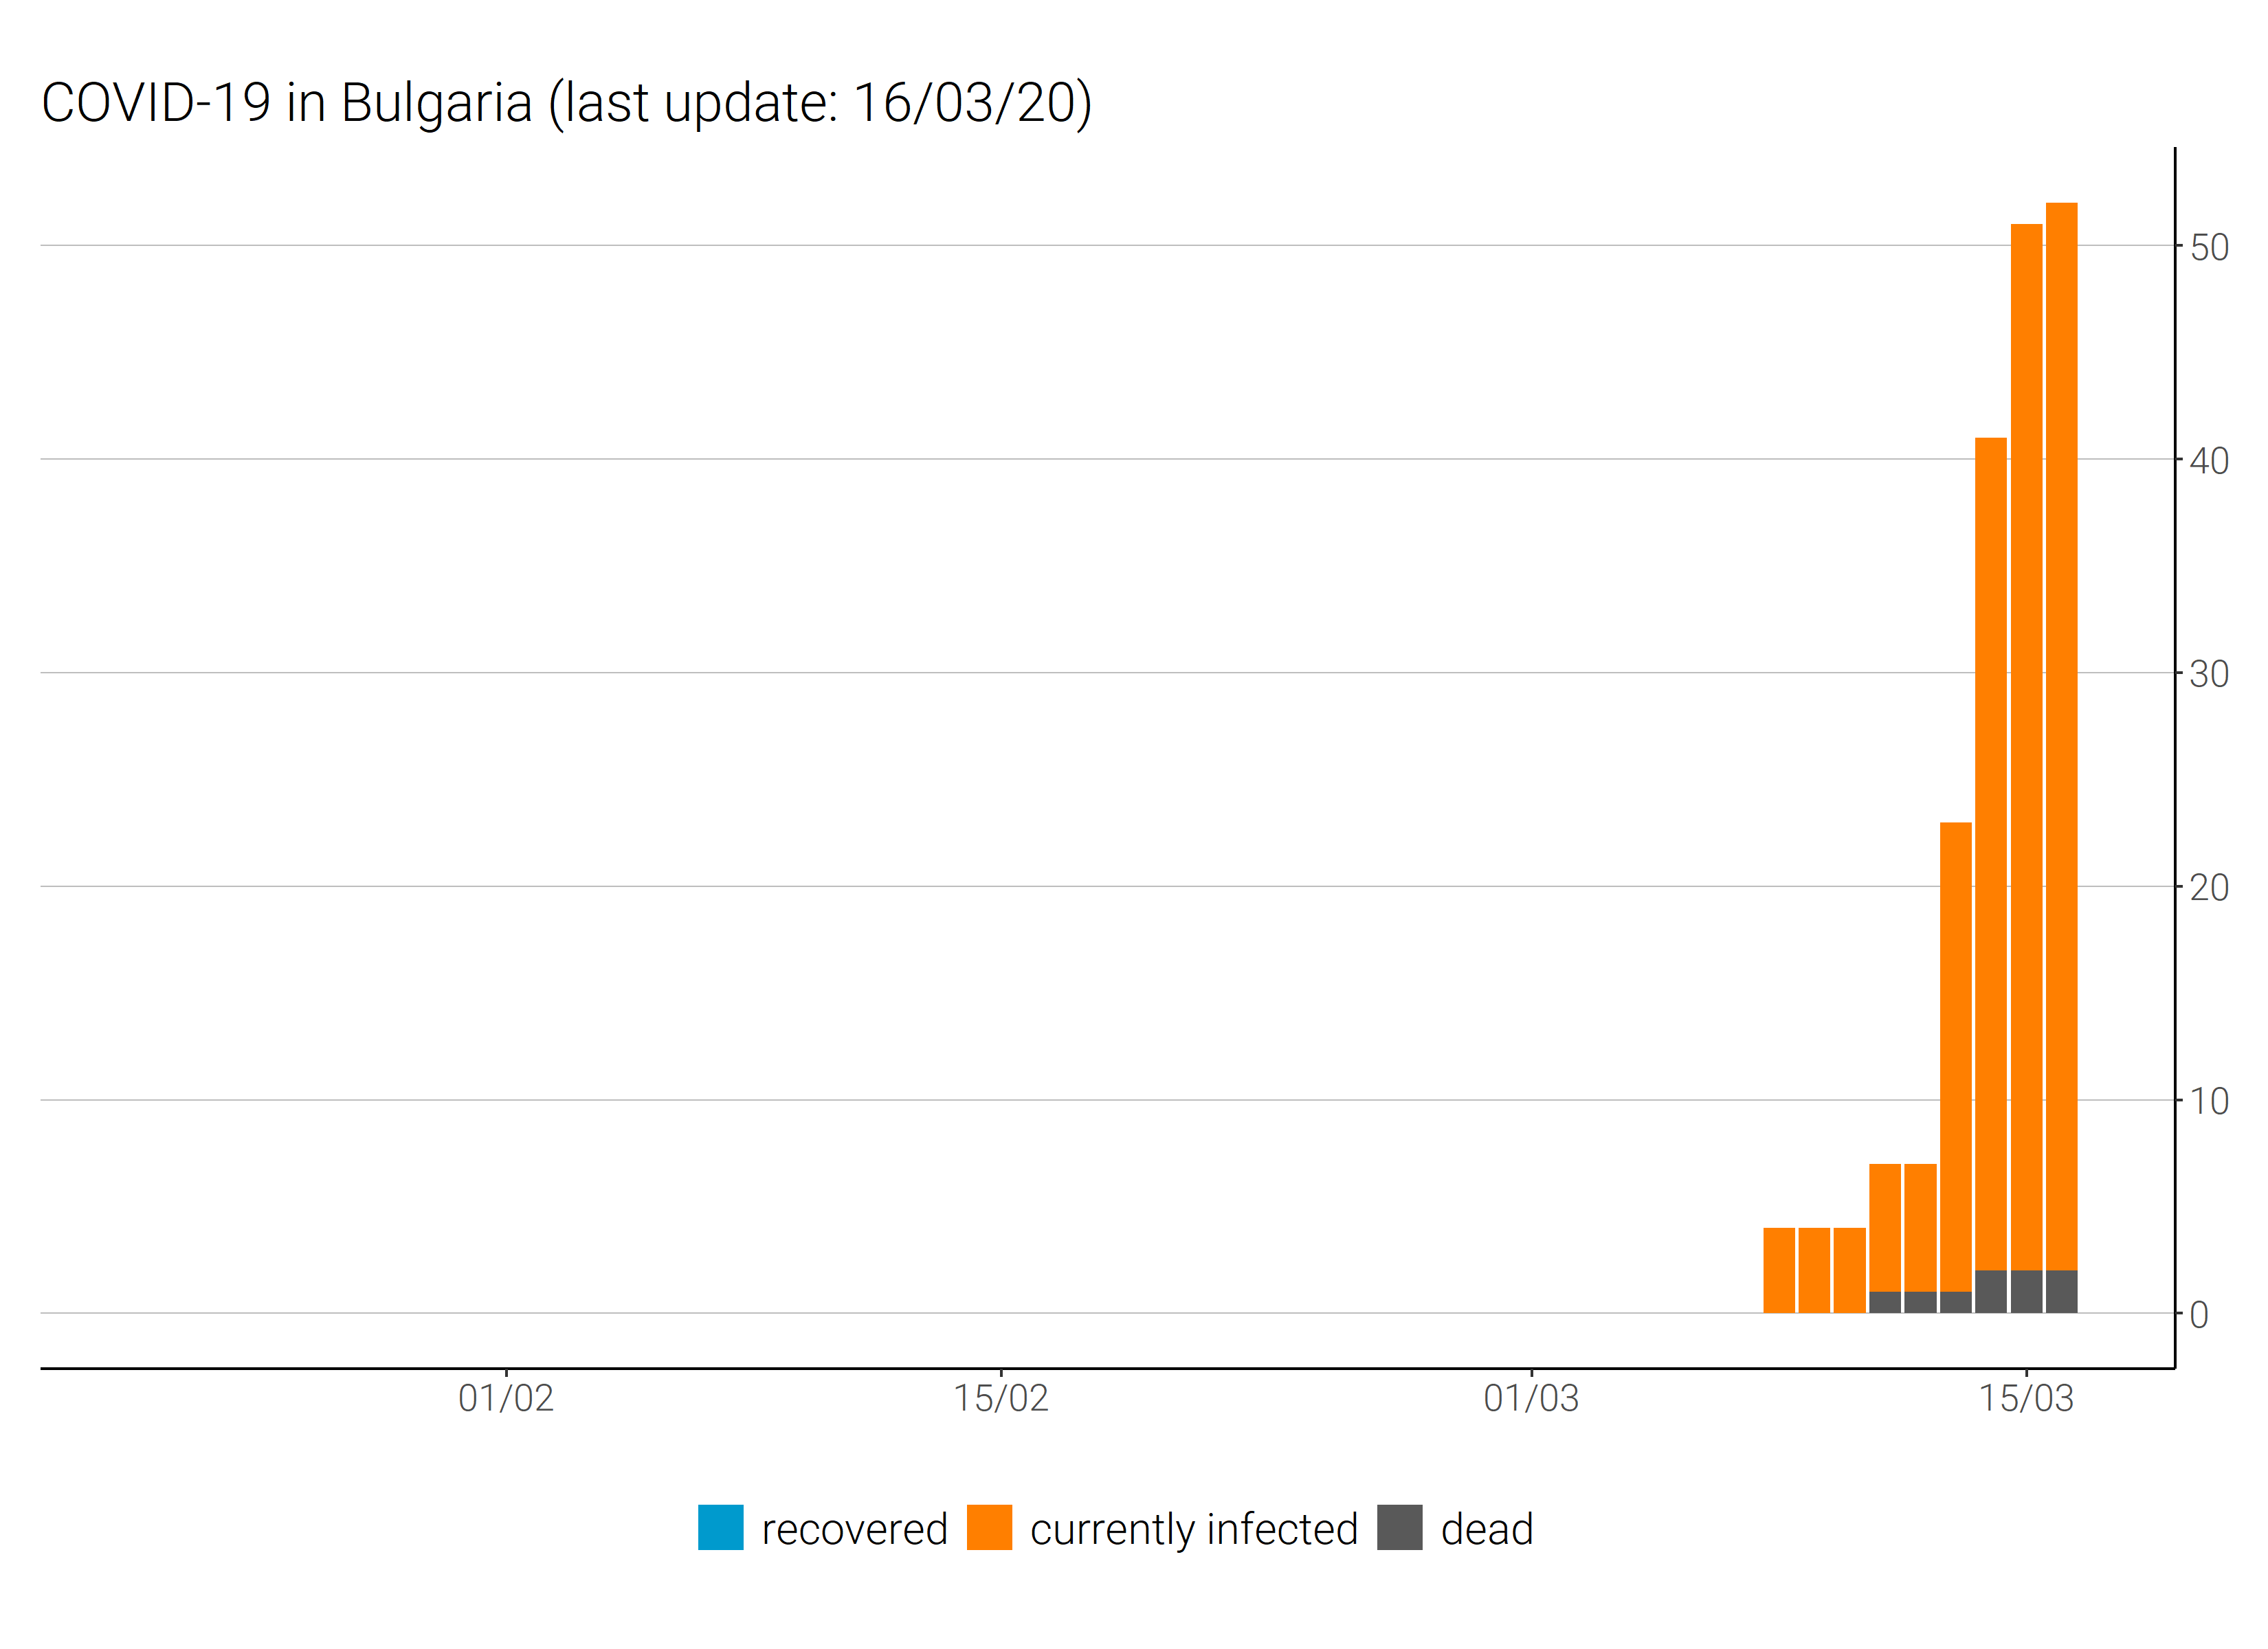 COVID-19 in Bulgaria (last update: 16/03/20)
50
40
30
20
10
0
01/02 15/02 01/03 15/03
recovered currently infected dead